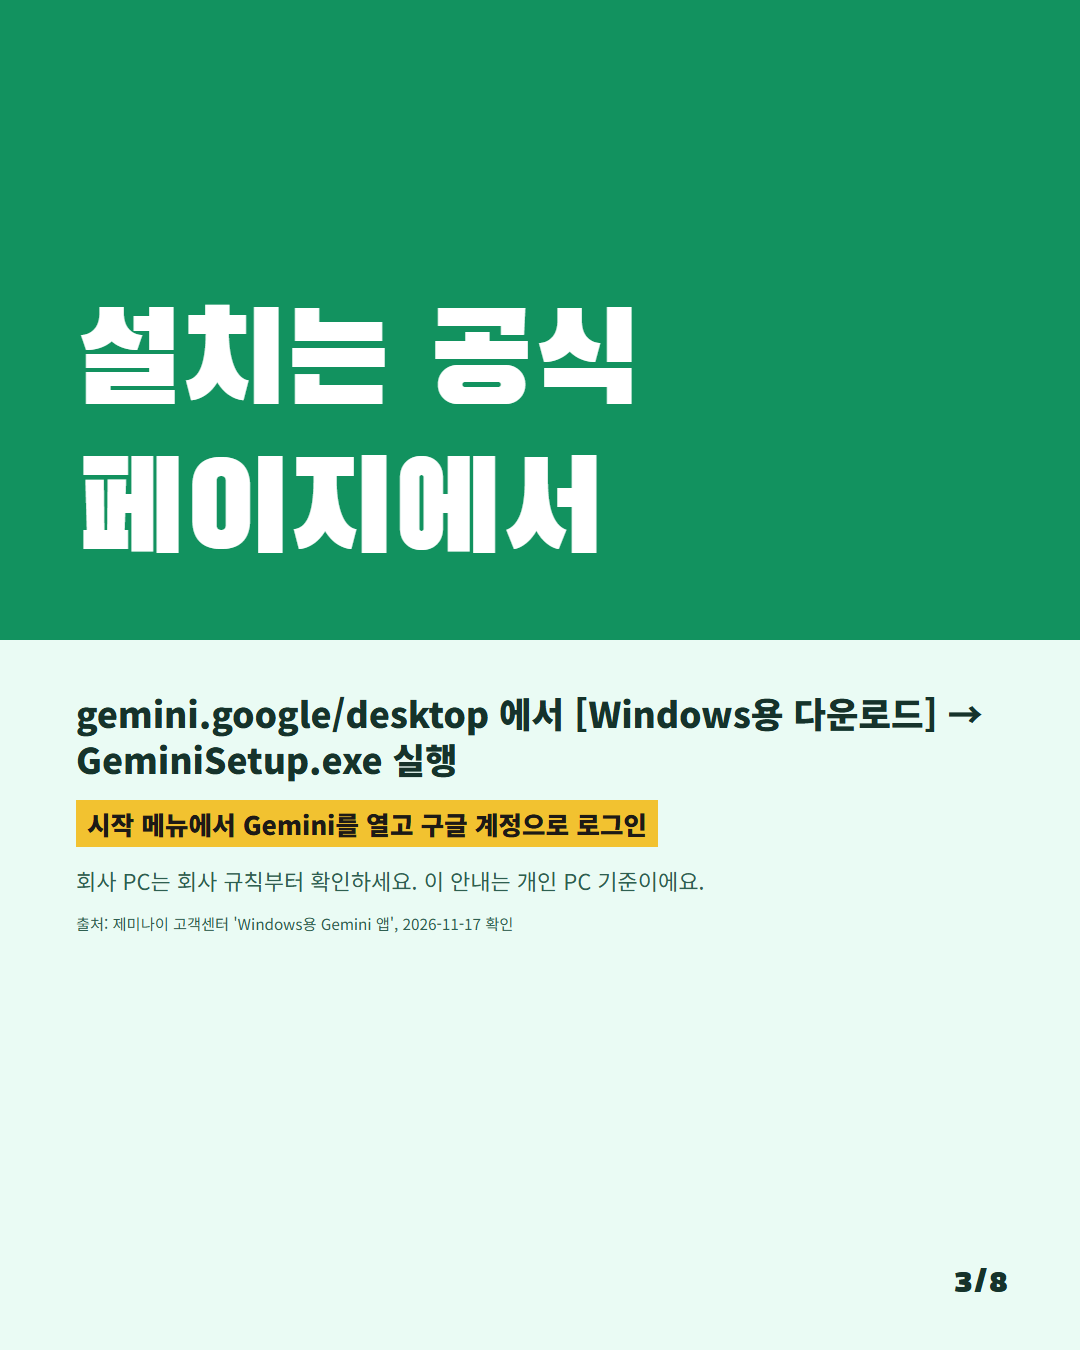 설치는 공식
페이지에서
gemini.google/desktop 에서 [Windows용 다운로드] →
GeminiSetup.exe 실행
시작 메뉴에서 Gemini를 열고 구글 계정으로 로그인
회사 PC는 회사 규칙부터 확인하세요. 이 안내는 개인 PC 기준이에요.
출처: 제미나이 고객센터 'Windows용 Gemini 앱', 2026-11-17 확인
3/8